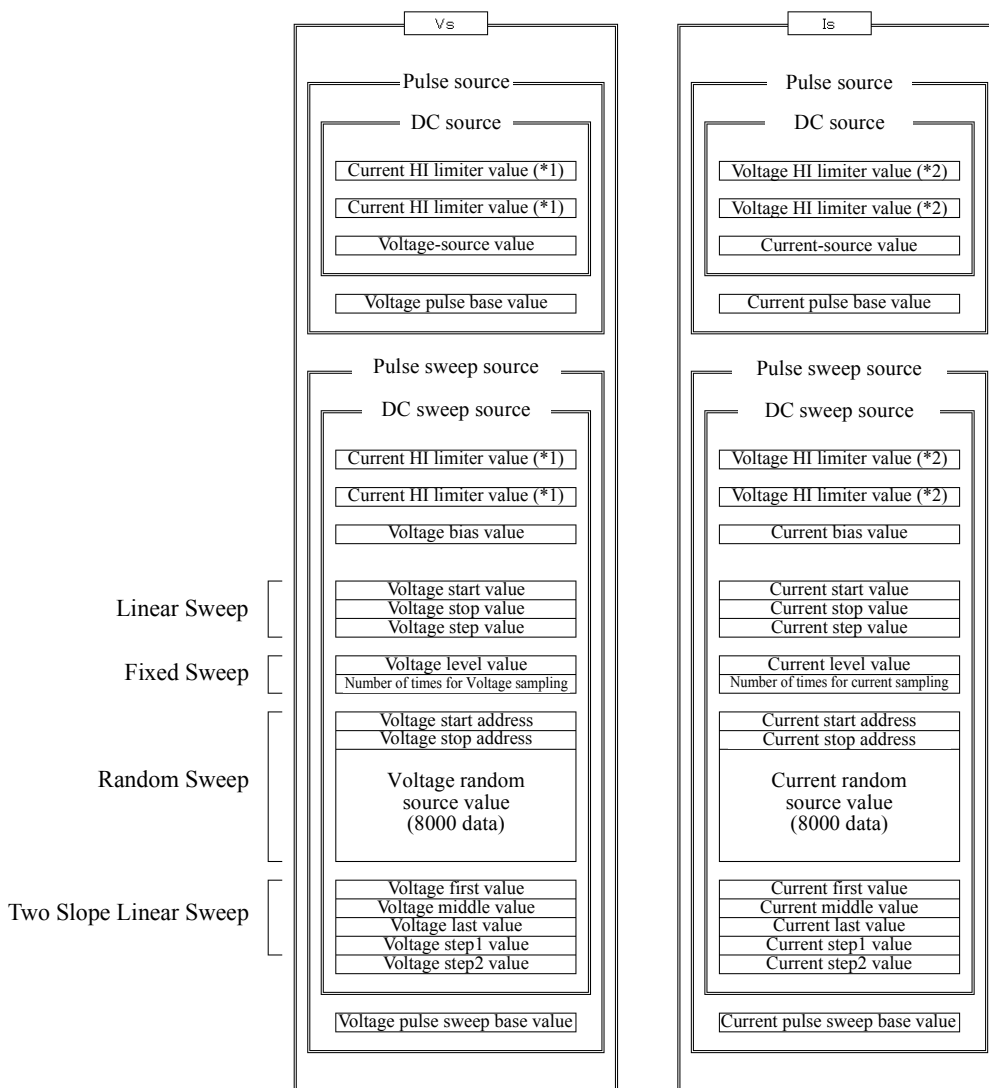 Vs
Pulse source
DC source
Current HI limiter value (*1)
Current HI limiter value (*1)
Voltage-source value
Voltage pulse base value
Pulse sweep source
DC sweep source
Current HI limiter value (*1)
Current HI limiter value (*1)
Voltage bias value
Linear Sweep
Voltage start value
Voltage stop value
Voltage step value
Fixed Sweep
Voltage level value
Number of times for Voltage sampling
Random Sweep
Voltage start address
Voltage stop address
Voltage random
source value
(8000 data)
Two Slope Linear Sweep
Voltage first value
Voltage middle value
Voltage last value
Voltage step1 value
Voltage step2 value
Voltage pulse sweep base value
Is
Pulse source
DC source
Voltage HI limiter value (*2)
Voltage HI limiter value (*2)
Current-source value
Current pulse base value
Pulse sweep source
DC sweep source
Voltage HI limiter value (*2)
Voltage HI limiter value (*2)
Current bias value
Current start value
Current stop value
Current step value
Current level value
Number of times for current sampling
Current start address
Current stop address
Current random
source value
(8000 data)
Current first value
Current middle value
Current last value
Current step1 value
Current step2 value
Current pulse sweep base value